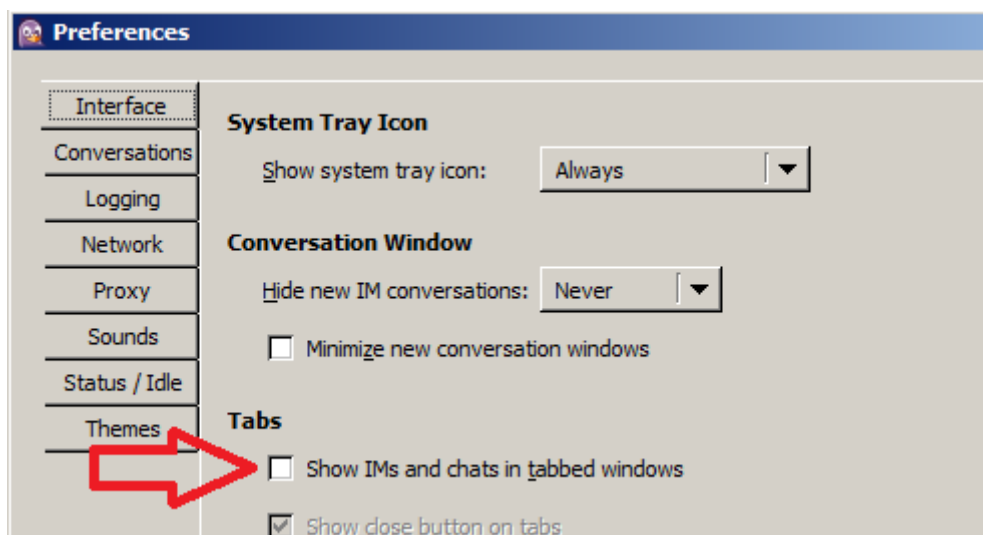 Preferences
Interface
Conversations
Logging
Network
Proxy
Sounds
Status / Idle
Themes
System Tray Icon
Show system tray icon: Always
Conversation Window
Hide new IM conversations: Never
Minimize new conversation windows
Tabs
Show IMs and chats in tabbed windows
Show close button on tabs